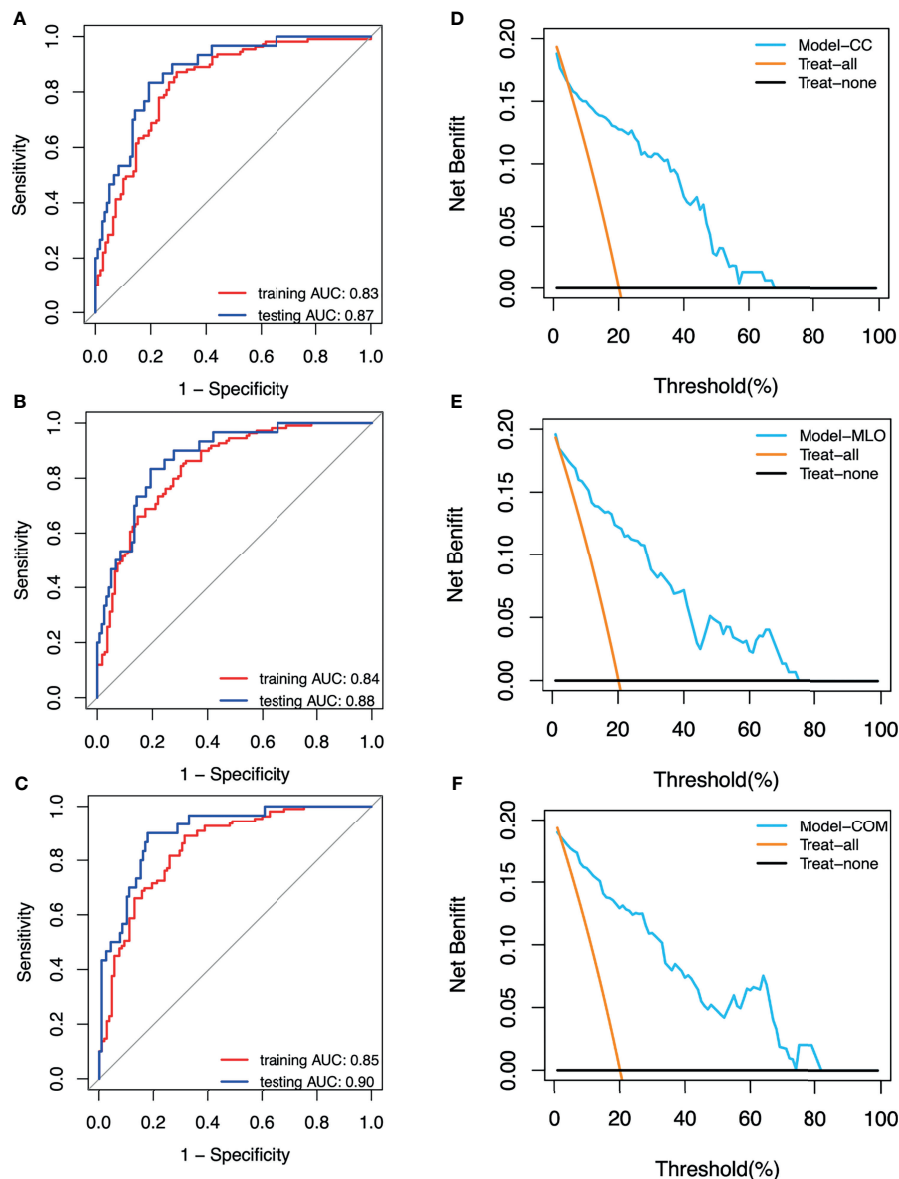 A
Sensitivity
0.0 0.2 0.4 0.6 0.8 1.0
training AUC: 0.83
testing AUC: 0.87
0.0 0.2 0.4 0.6 0.8 1.0
1 – Specificity
D
Net Benifit
0.00 0.05 0.10 0.15 0.20
Model–CC
Treat–all
Treat–none
0 20 40 60 80 100
Threshold(%)
B
Sensitivity
0.0 0.2 0.4 0.6 0.8 1.0
training AUC: 0.84
testing AUC: 0.88
0.0 0.2 0.4 0.6 0.8 1.0
1 – Specificity
E
Net Benifit
0.00 0.05 0.10 0.15 0.20
Model–MLO
Treat–all
Treat–none
0 20 40 60 80 100
Threshold(%)
C
Sensitivity
0.0 0.2 0.4 0.6 0.8 1.0
training AUC: 0.85
testing AUC: 0.90
0.0 0.2 0.4 0.6 0.8 1.0
1 – Specificity
F
Net Benifit
0.00 0.05 0.10 0.15 0.20
Model–COM
Treat–all
Treat–none
0 20 40 60 80 100
Threshold(%)